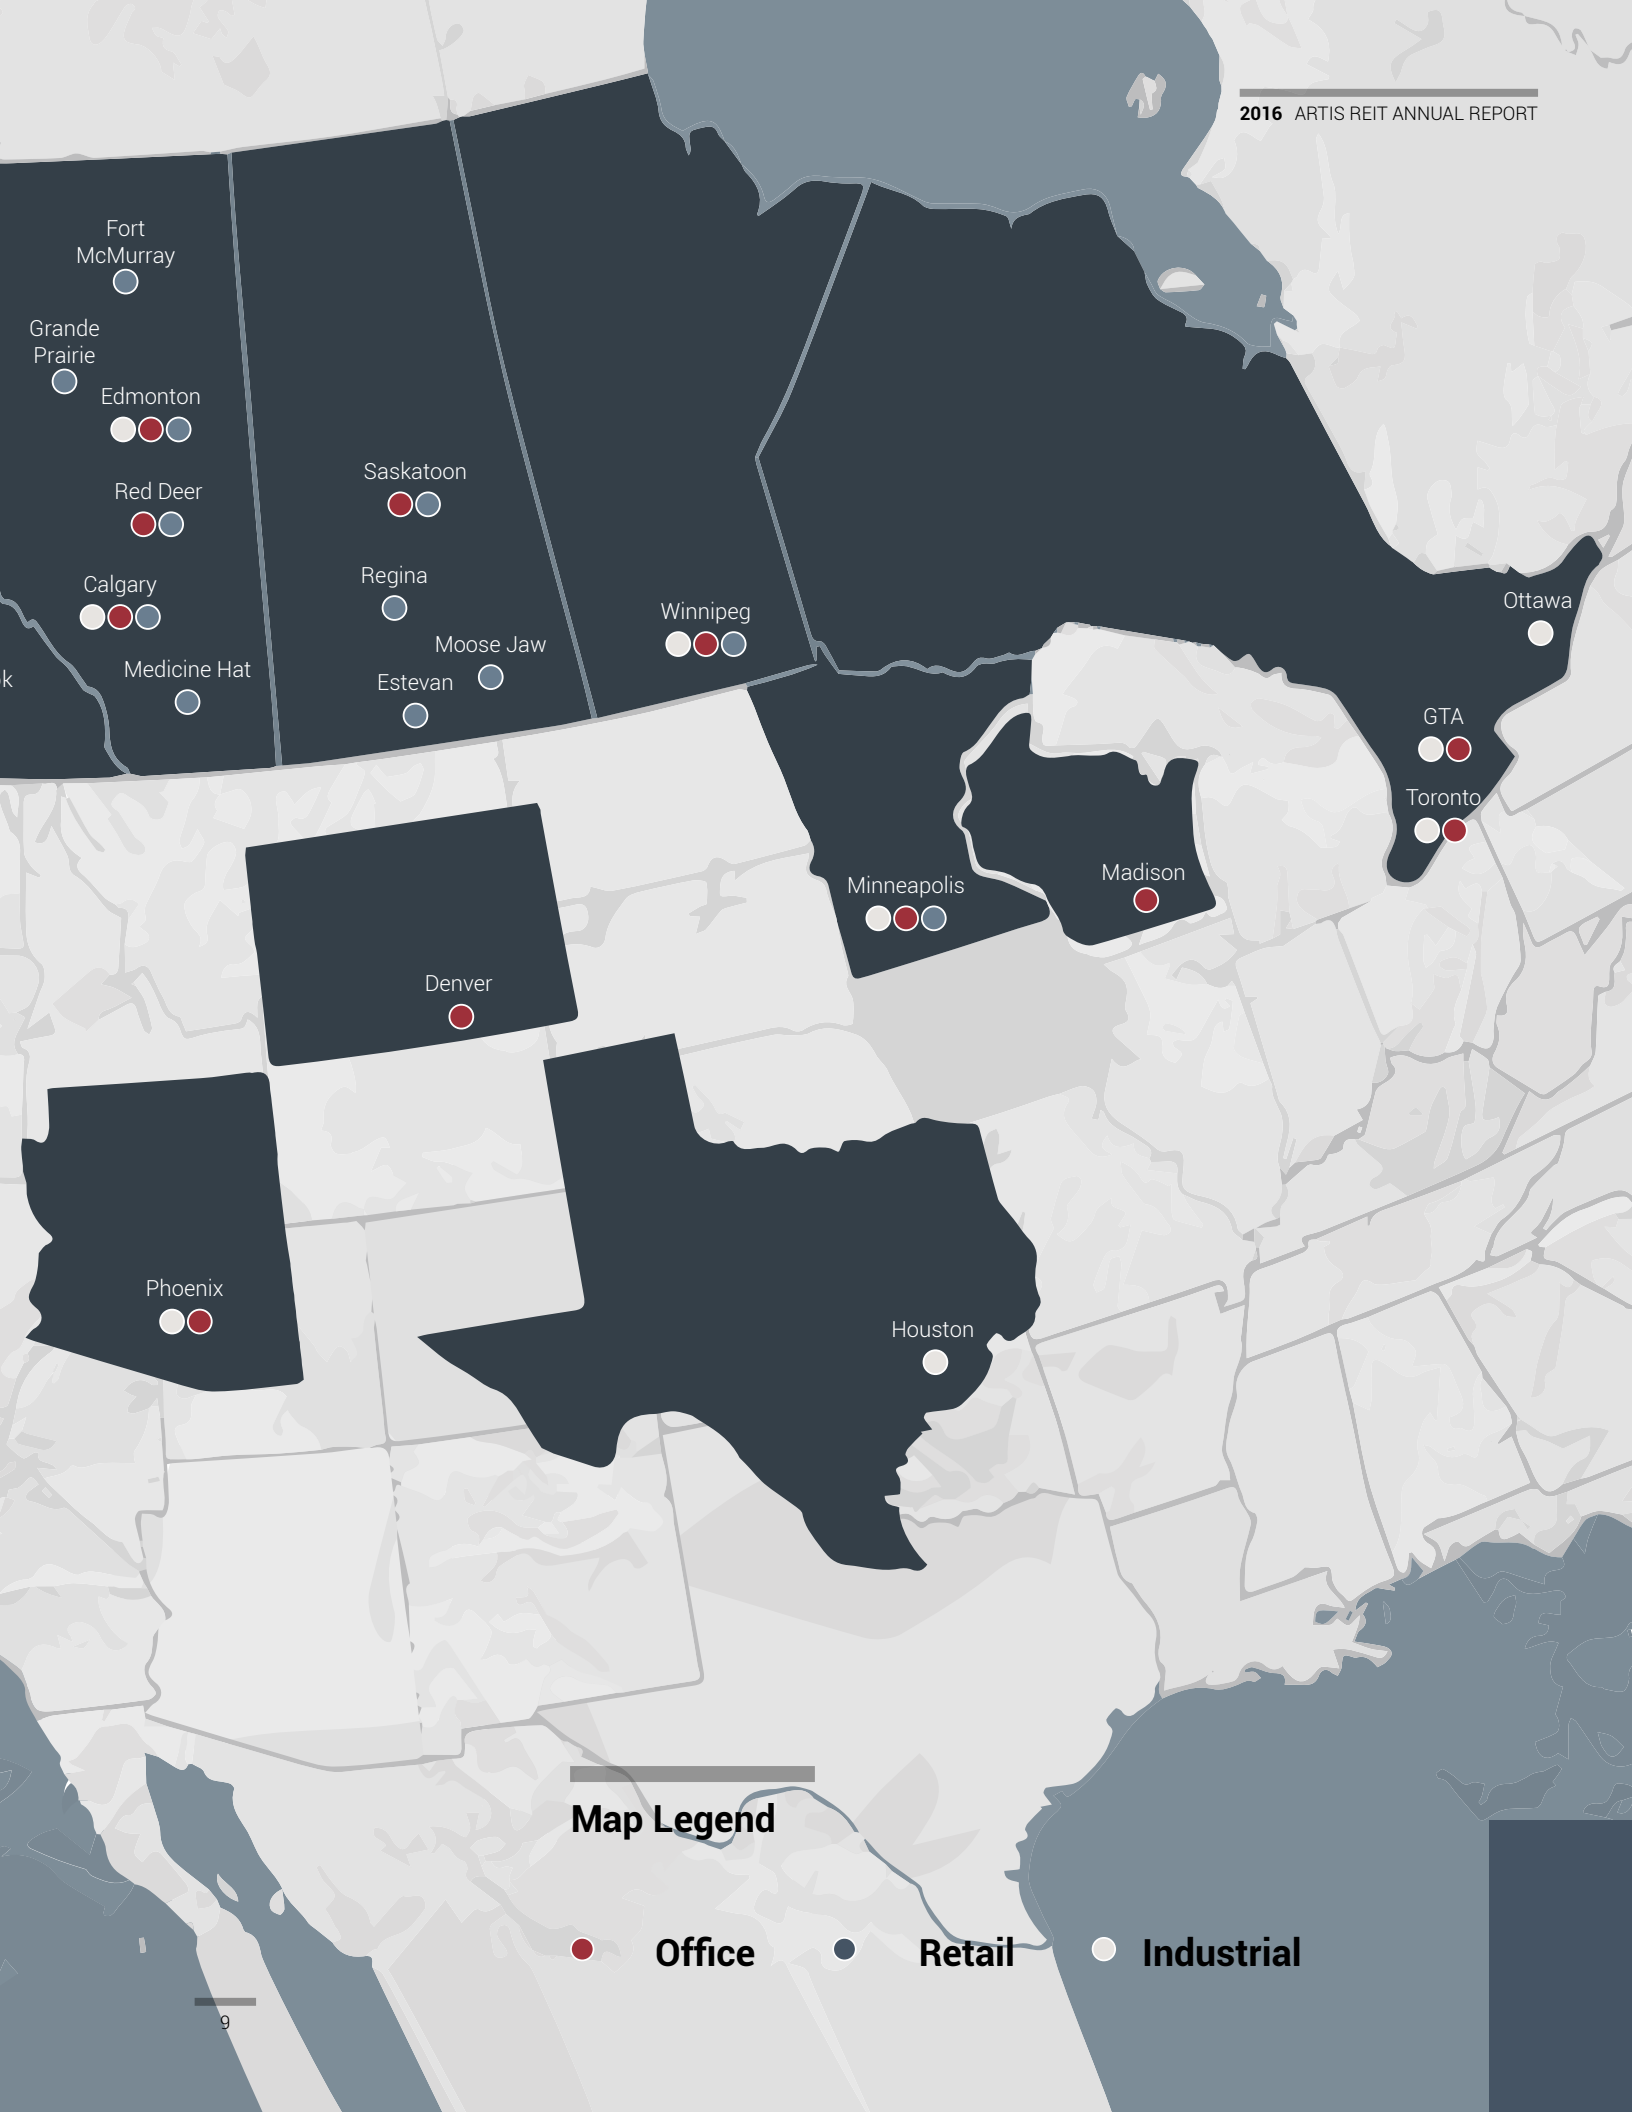 2016 ARTIS REIT ANNUAL REPORT
Fort
McMurray
Grande
Prairie
Edmonton
Red Deer
Calgary
Medicine Hat
k
Saskatoon
Regina
Moose Jaw
Estevan
Winnipeg
Ottawa
GTA
Toronto
Minneapolis
Madison
Denver
Phoenix
Houston
Map Legend
Office Retail Industrial
9